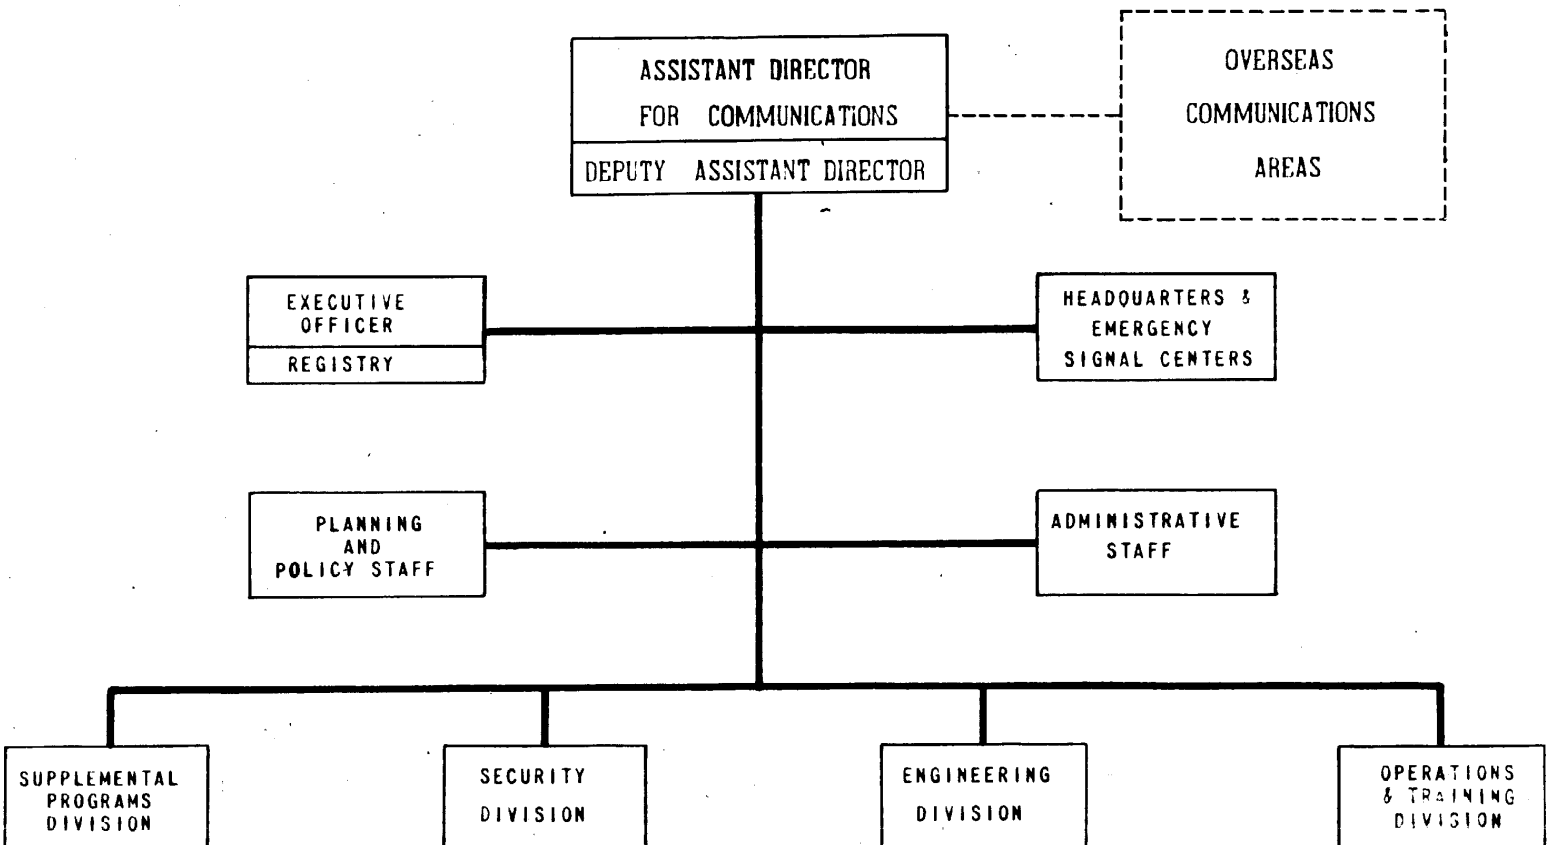 ASSISTANT DIRECTOR
FOR COMMUNICATIONS
DEPUTY ASSISTANT DIRECTOR
OVERSEAS
COMMUNICATIONS
AREAS
EXECUTIVE
OFFICER
REGISTRY
HEADQUARTERS &
EMERGENCY
SIGNAL CENTERS
PLANNING
AND
POLICY STAFF
ADMINISTRATIVE
STAFF
SUPPLEMENTAL
PROGRAMS
DIVISION
SECURITY
DIVISION
ENGINEERING
DIVISION
OPERATIONS
& TRAINING
DIVISION